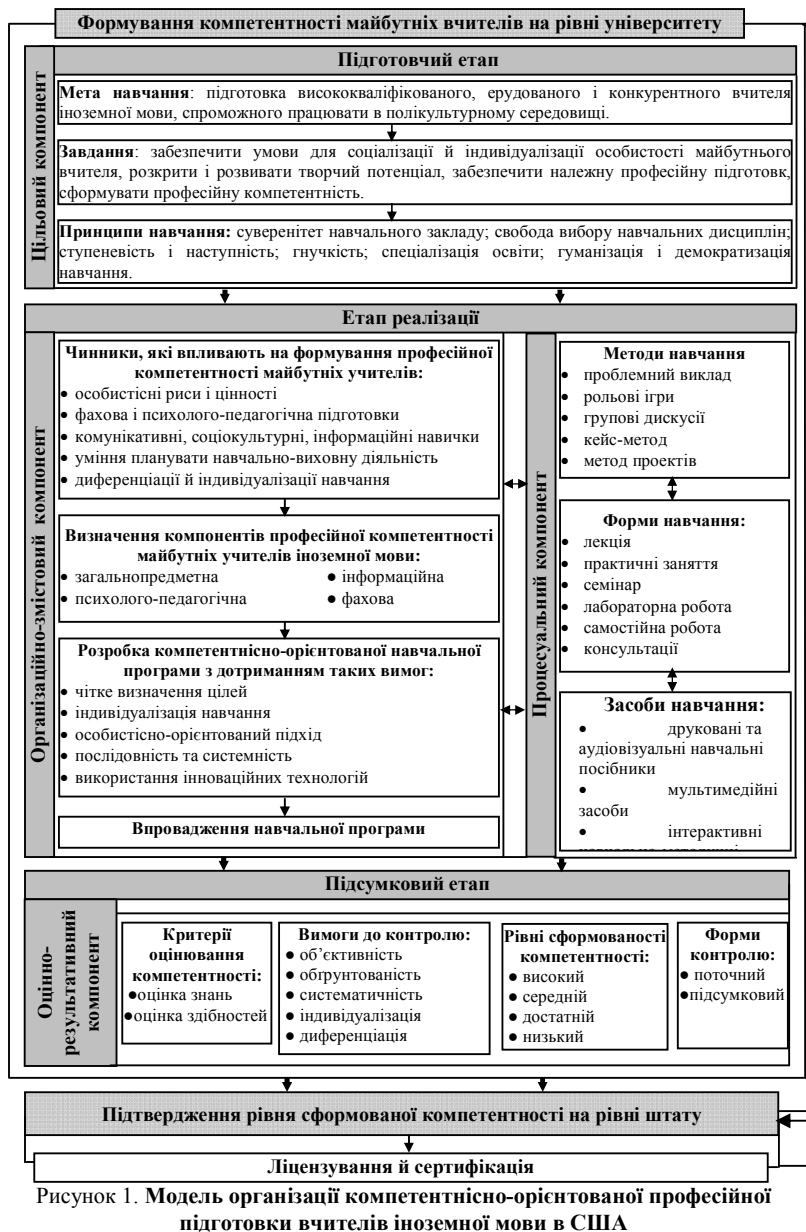 Формування компетентності майбутніх вчителів на рівні університету
Підготовчий етап
Цільовий компонент
Мета навчання: підготовка висококваліфікованого, ерудованого і конкурентного вчителя
іноземної мови, спроможного працювати в полікультурному середовищі.
Завдання: забезпечити умови для соціалізації й індивідуалізації особистості майбутнього
вчителя, розкрити і розвивати творчий потенціал, забезпечити належну професійну підготовк,
сформувати професійну компетентність.
Принципи навчання: суверенітет навчального закладу; свобода вибору навчальних дисциплін;
ступеневість і наступність; гнучкість; спеціалізація освіти; гуманізація і демократизація
навчання.
Етап реалізації
Організаційно-змістовий компонент
Чинники, які впливають на формування професійної
компетентності майбутніх учителів:
● особистісні риси і цінності
● фахова і психолого-педагогічна підготовки
● комунікативні, соціокультурні, інформаційні навички
● уміння планувати навчально-виховну діяльність
● диференціації й індивідуалізації навчання
Визначення компонентів професійної компетентності
майбутніх учителів іноземної мови:
● загальнопредметна ● інформаційна
● психолого-педагогічна ● фахова
Розробка компетентнісно-орієнтованої навчальної
програми з дотриманням таких вимог:
● чітке визначення цілей
● індивідуалізація навчання
● особистісно-орієнтований підхід
● послідовність та системність
● використання інноваційних технологій
Впровадження навчальної програми
Процесуальний компонент
Методи навчання
● проблемний виклад
● рольові ігри
● групові дискусії
● кейс-метод
● метод проектів
Форми навчання:
● лекція
● практичні заняття
● семінар
● лабораторна робота
● самостійна робота
● консультації
Засоби навчання:
● друковані та
аудіовізуальні навчальні
посібники
● мультимедійні
засоби
● інтерактивні
Підсумковий етап
Оцінно-
результативний
компонент
Критерії
оцінювання
компетентності:
●оцінка знань
●оцінка здібностей
Вимоги до контролю:
● об’єктивність
● обґрунтованість
● систематичність
● індивідуалізація
● диференціація
Рівні сформованості
компетентності:
● високий
● середній
● достатній
● низький
Форми
контролю:
● поточний
●підсумковий
Підтвердження рівня сформованої компетентності на рівні штату
Ліцензування й сертифікація
Рисунок 1. Модель організації компетентнісно-орієнтованої професійної
підготовки вчителів іноземної мови в США